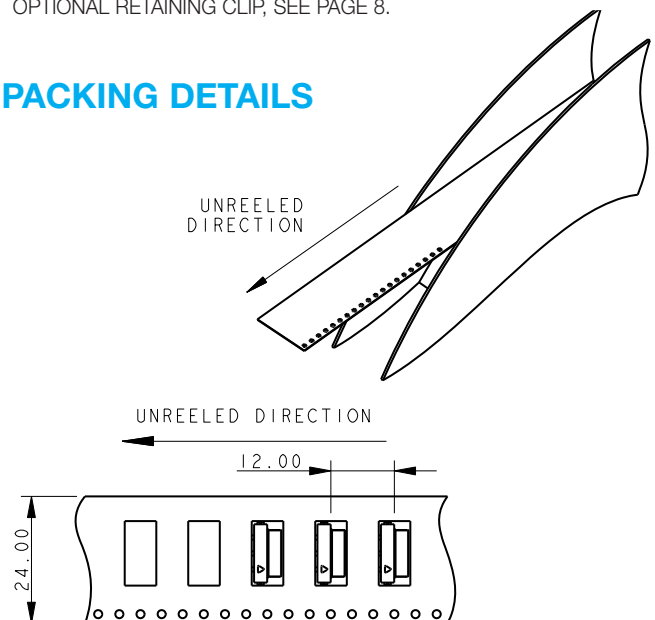 OPTIONAL RETAINING CLIP, SEE PAGE 8.
PACKING DETAILS
UNREELED
DIRECTION
UNREELED DIRECTION
12.00
24.00